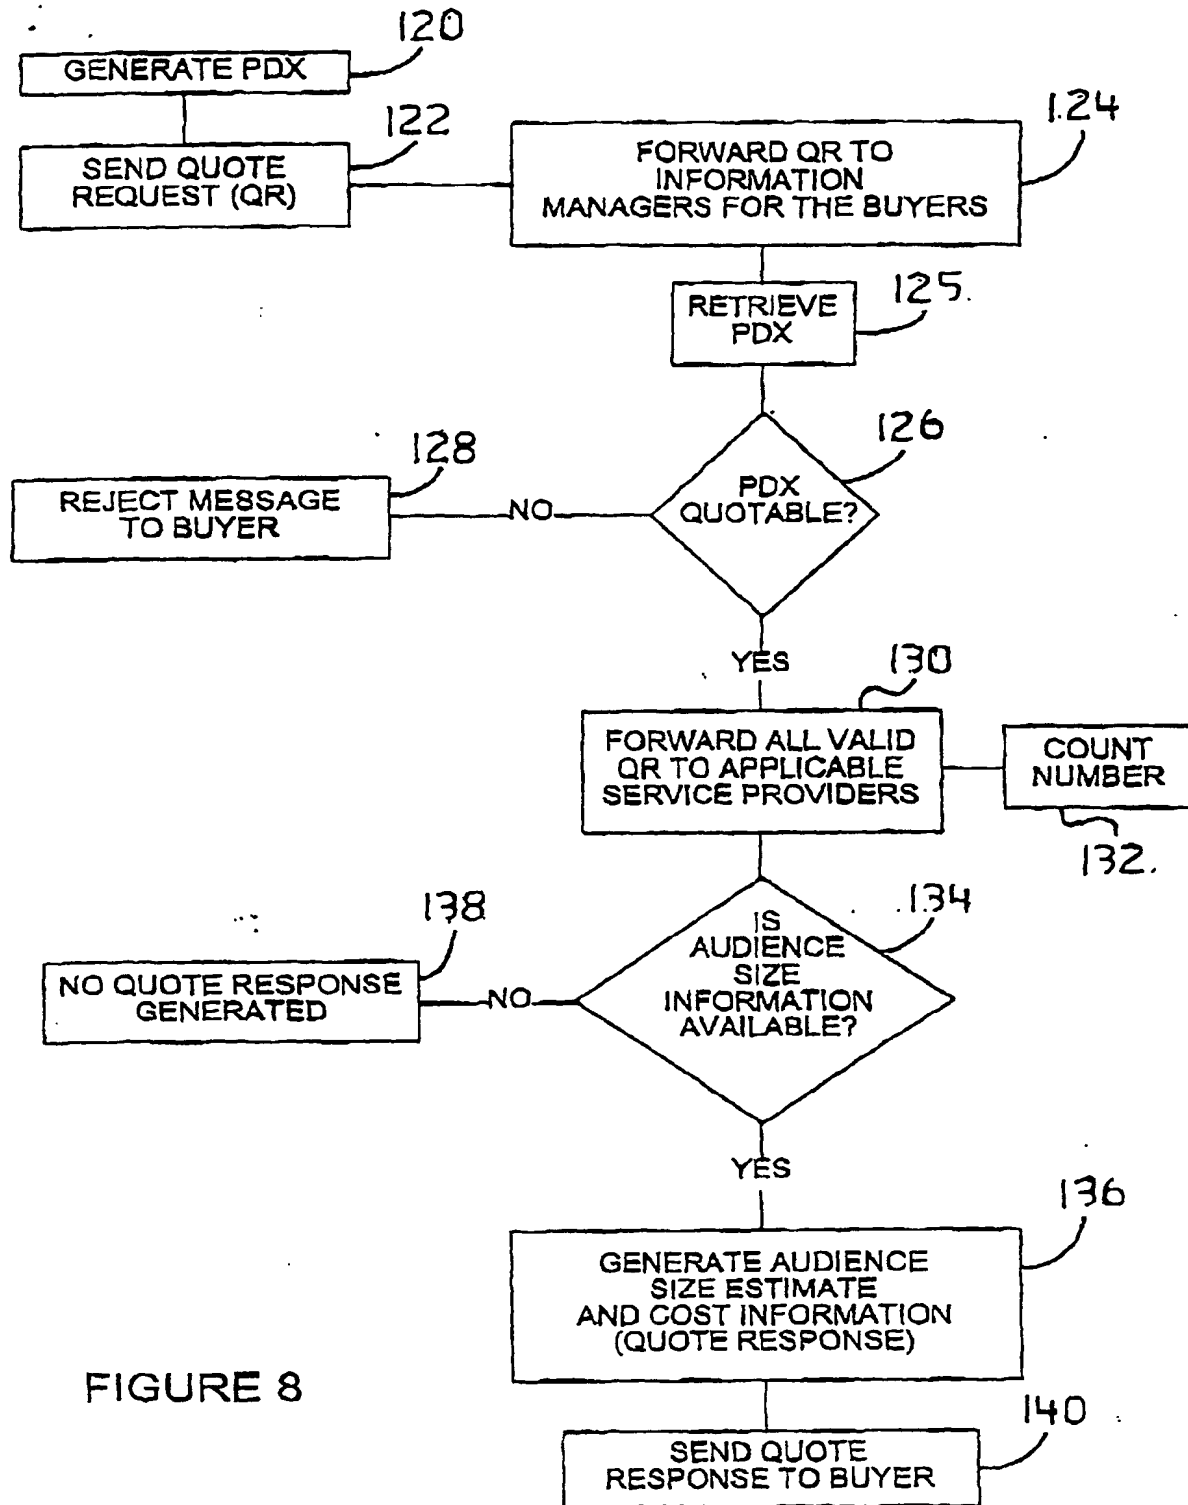 120
GENERATE PDX
122
SEND QUOTE
REQUEST (QR)
124
FORWARD QR TO
INFORMATION
MANAGERS FOR THE BUYERS
125.
RETRIEVE
PDX
126
PDX
QUOTABLE?
128
REJECT MESSAGE
TO BUYER
NO
YES
130
FORWARD ALL VALID
QR TO APPLICABLE
SERVICE PROVIDERS
COUNT
NUMBER
132.
134
IS
AUDIENCE
SIZE
INFORMATION
AVAILABLE?
138
NO QUOTE RESPONSE
GENERATED
NO
YES
136
GENERATE AUDIENCE
SIZE ESTIMATE
AND COST INFORMATION
(QUOTE RESPONSE)
FIGURE 8
140
SEND QUOTE
RESPONSE TO BUYER